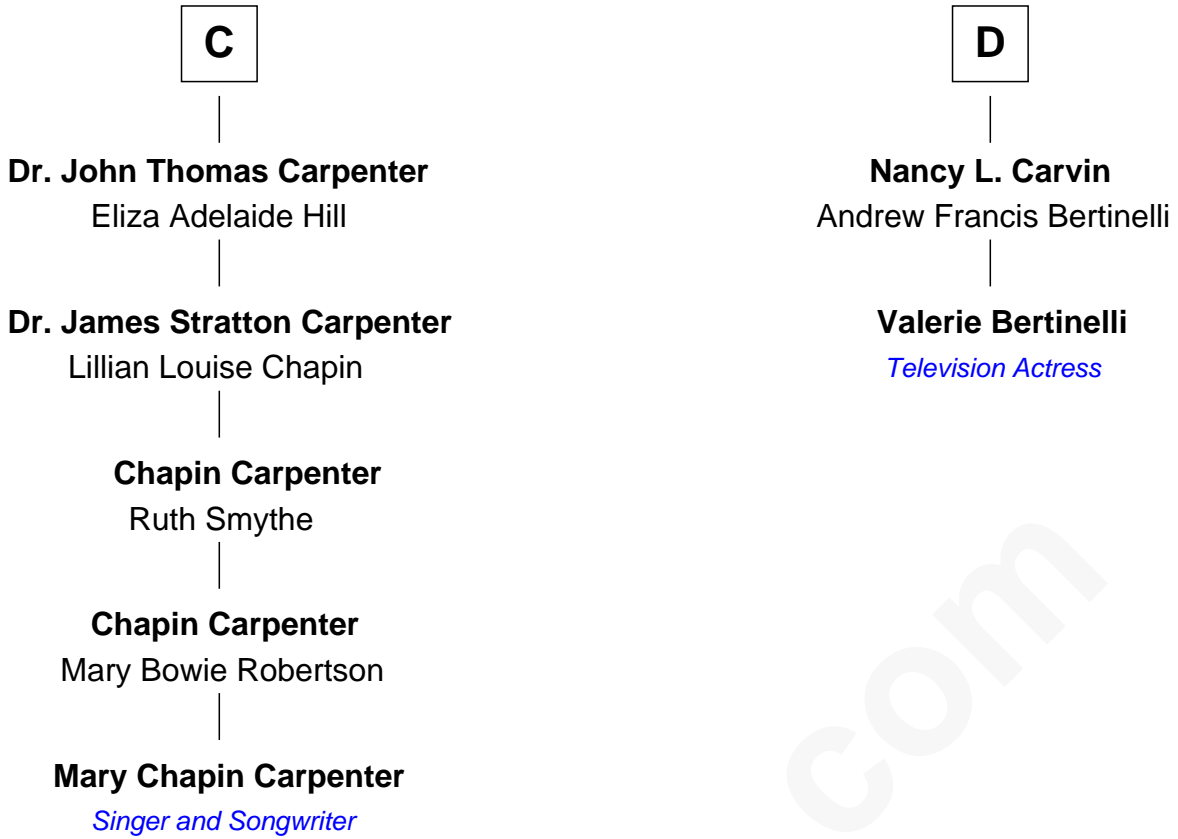 C
Dr. John Thomas Carpenter
Eliza Adelaide Hill
Dr. James Stratton Carpenter
Lillian Louise Chapin
Chapin Carpenter
Ruth Smythe
Chapin Carpenter
Mary Bowie Robertson
Mary Chapin Carpenter
Singer and Songwriter
D
Nancy L. Carvin
Andrew Francis Bertinelli
Valerie Bertinelli
Television Actress
com